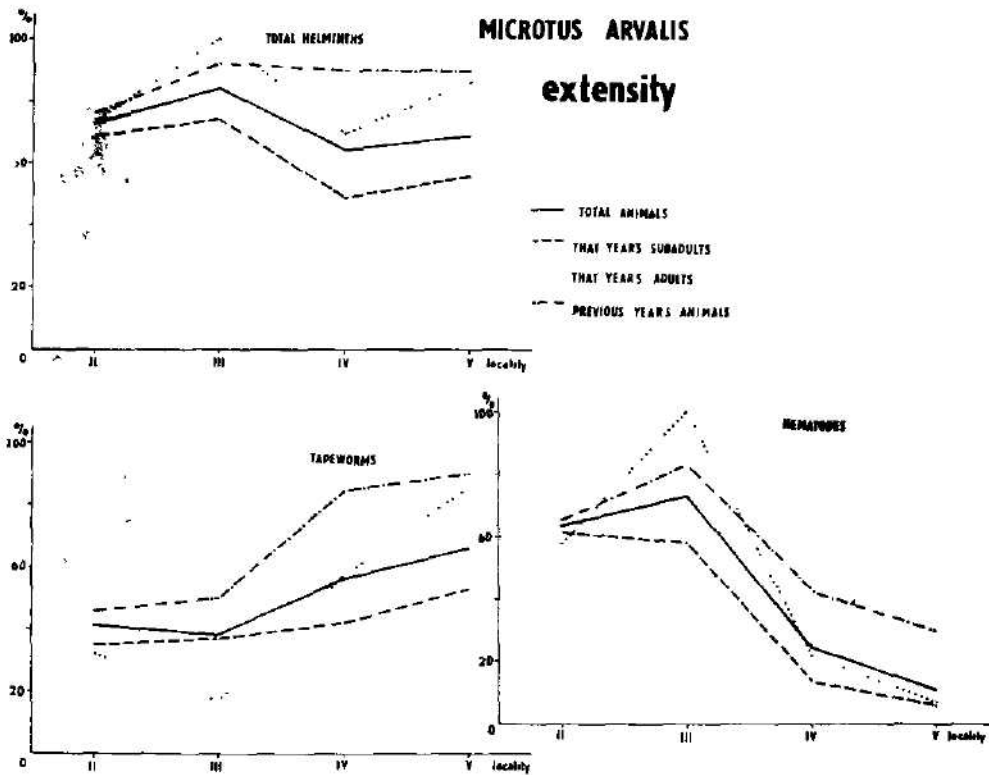 MICROTUS ARVALIS
extensity
TOTAL ANIMALS
THAT YEARS SUBADULTS
THAT YEARS ADULTS
PREVIOUS YEARS ANIMALS
%
TOTAL HELMINTHS
100
20
0
II III IV V locality
%
TAPEWORMS
100
60
20
0
II III IV V locality
%
NEMATODES
100
60
20
0
II III IV V locality